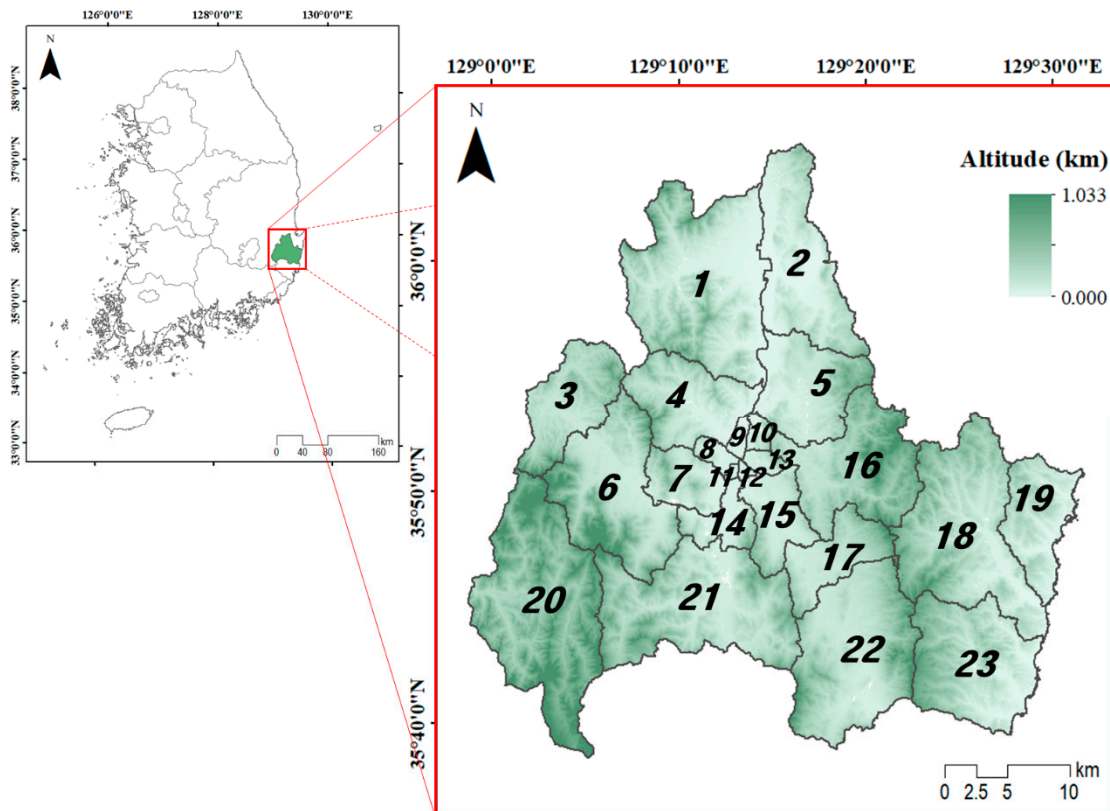 126°0'0"E 128°0'0"E 130°0'0"E
N
38°0'0"N
37°0'0"N
36°0'0"N
35°0'0"N
34°0'0"N
33°0'0"N
0 40 80 160
km
129°0'0"E 129°10'0"E 129°20'0"E 129°30'0"E
N
Altitude (km)
1.033
0.000
36°0'0"N
35°50'0"N
35°40'0"N
1
2
3
4
5
6
7
8
9
10
11
12
13
14
15
16
17
18
19
20
21
22
23
km
0 2.5 5 10